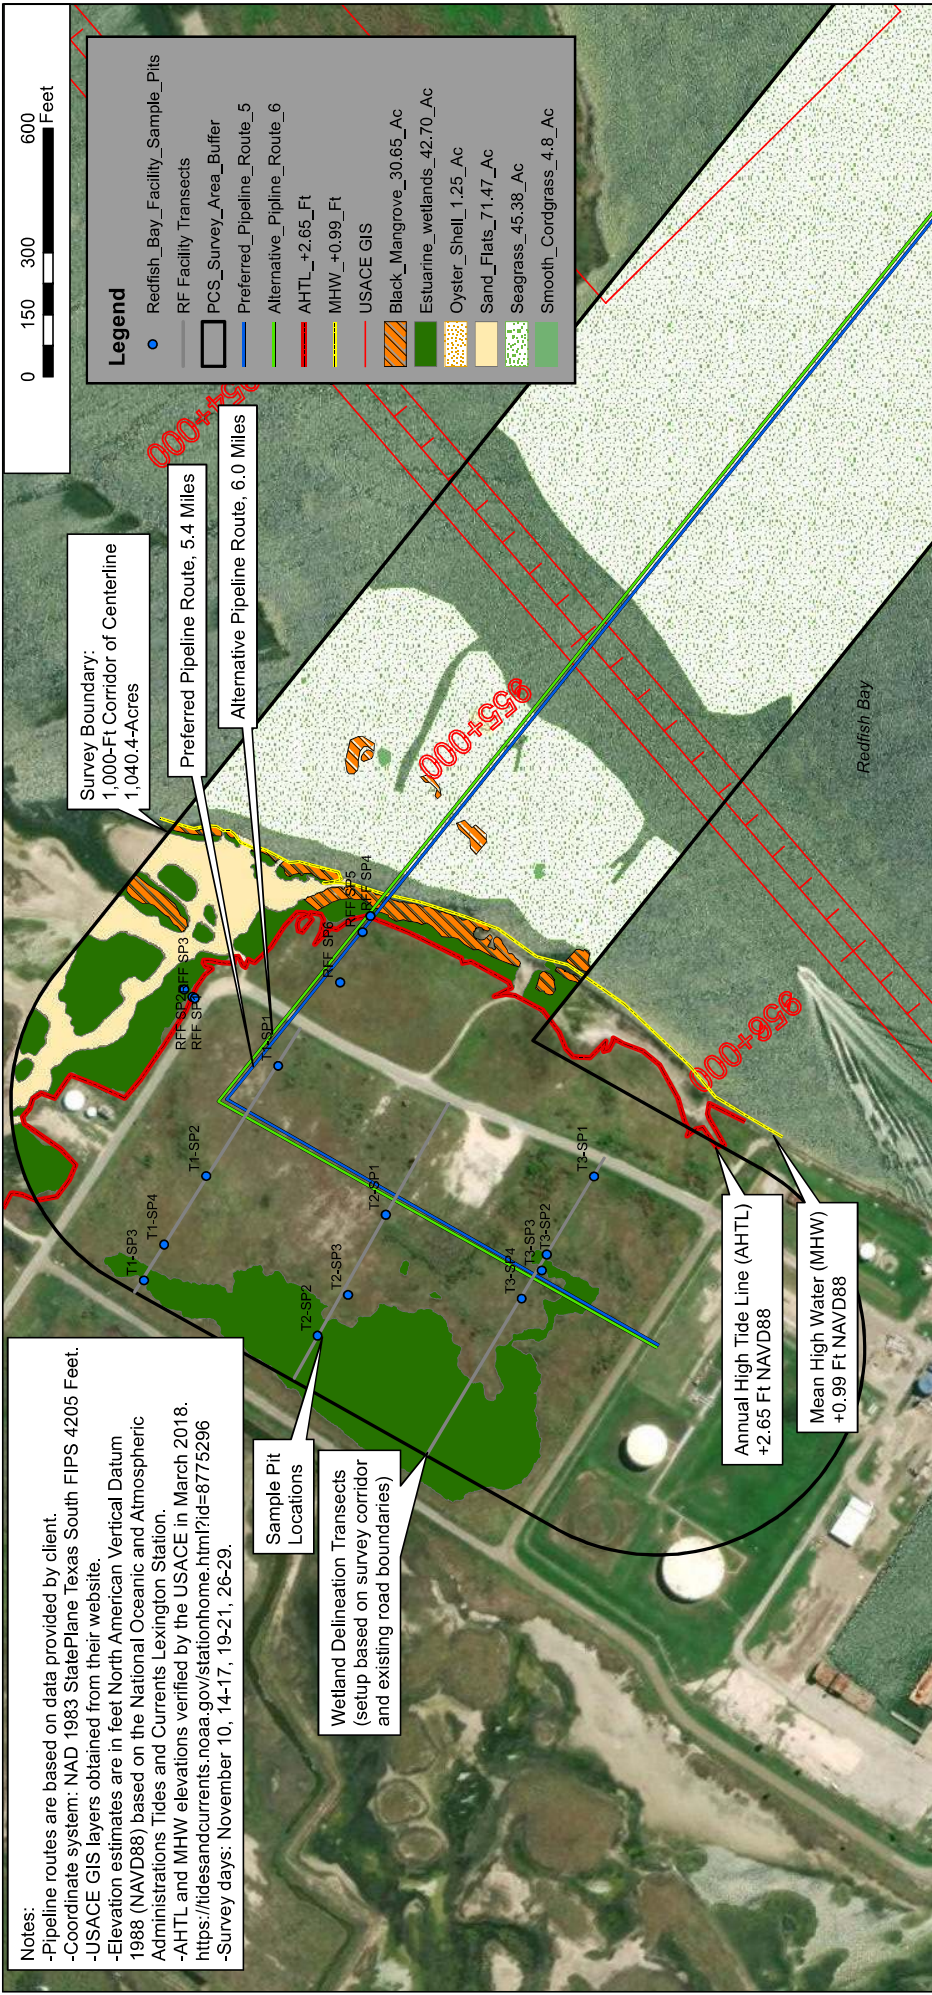 Notes:
-Pipeline routes are based on data provided by client.
-Coordinate system: NAD 1983 StatePlane Texas South FIPS 4205 Feet.
-USACE GIS layers obtained from their website.
-Elevation estimates are in feet North American Vertical Datum
1988 (NAVD88) based on the National Oceanic and Atmospheric
Administrations Tides and Currents Lexington Station.
-AHTL and MHW elevations verified by the USACE in March 2018.
https://tidesandcurrents.noaa.gov/stationhome.html?id=8775296
-Survey days: November 10, 14-17, 19-21, 26-29.
Survey Boundary:
1,000-Ft Corridor of Centerline
1,040.4-Acres
Preferred Pipeline Route, 5.4 Miles
Alternative Pipeline Route, 6.0 Miles
0 150 300 600
Feet
Legend
Redfish_Bay_Facility_Sample_Pits
RF Facility Transects
PCS_Survey_Area_Buffer
Preferred_Pipeline_Route_5
Alternative_Pipline_Route_6
AHTL_+2.65_Ft
MHW_+0.99_Ft
USACE GIS
Black_Mangrove_30.65_Ac
Estuarine_wetlands_42.70_Ac
Oyster_Shell_1.25_Ac
Sand_Flats_71.47_Ac
Seagrass_45.38_Ac
Smooth_Cordgrass_4.8_Ac
954+000
955+000
956+000
Redfish Bay
Sample Pit
Locations
Wetland Delineation Transects
(setup based on survey corridor
and existing road boundaries)
Annual High Tide Line (AHTL)
+2.65 Ft NAVD88
Mean High Water (MHW)
+0.99 Ft NAVD88
T1-SP3
T1-SP4
T1-SP2
T1-SP1
RFF SP2
RFF SP3
RFF SP
RFF SP6
RFF SP5
RFF SP4
T2-SP2
T2-SP3
T2-SP1
T3-SP4
T3-SP3
T3-SP2
T3-SP1